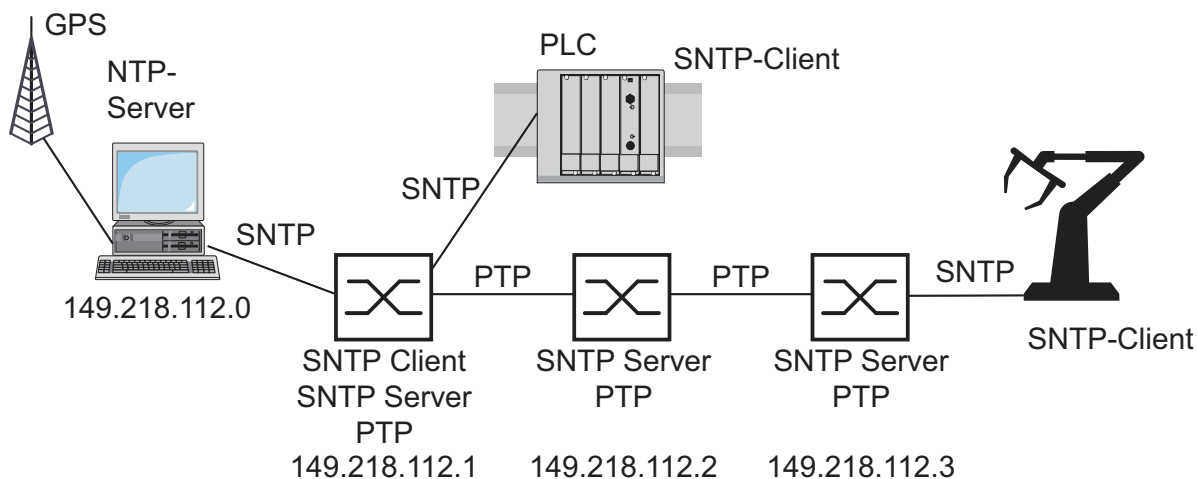 GPS
NTP-
Server
PLC
SNTP-Client
SNTP
SNTP
PTP
PTP
SNTP
149.218.112.0
SNTP-Client
SNTP Client
SNTP Server
PTP
149.218.112.1
SNTP Server
PTP
149.218.112.2
SNTP Server
PTP
149.218.112.3